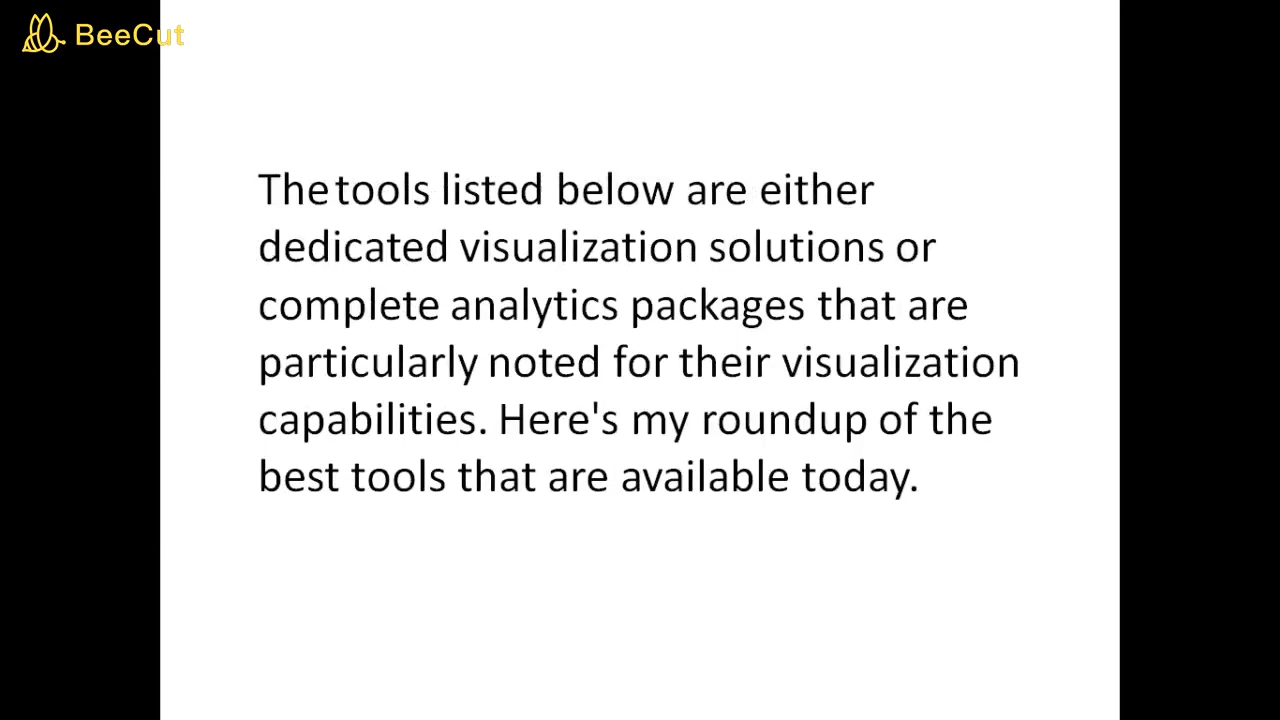 BeeCut
The tools listed below are either
dedicated visualization solutions or
complete analytics packages that are
particularly noted for their visualization
capabilities. Here's my roundup of the
best tools that are available today.